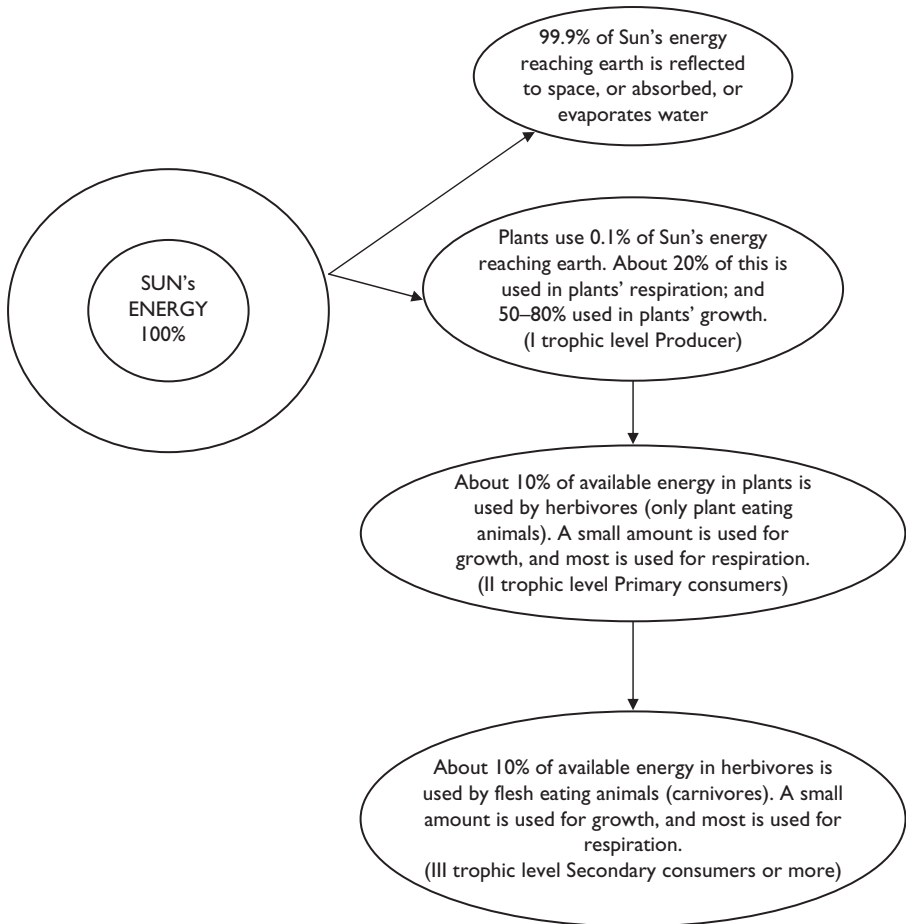 99.9% of Sun’s energy
reaching earth is reflected
to space, or absorbed, or
evaporates water
SUN’s
ENERGY
100%
Plants use 0.1% of Sun’s energy
reaching earth. About 20% of this is
used in plants’ respiration; and
50–80% used in plants’ growth.
(I trophic level Producer)
About 10% of available energy in plants is
used by herbivores (only plant eating
animals). A small amount is used for
growth, and most is used for respiration.
(II trophic level Primary consumers)
About 10% of available energy in herbivores is
used by flesh eating animals (carnivores). A small
amount is used for growth, and most is used for
respiration.
(III trophic level Secondary consumers or more)